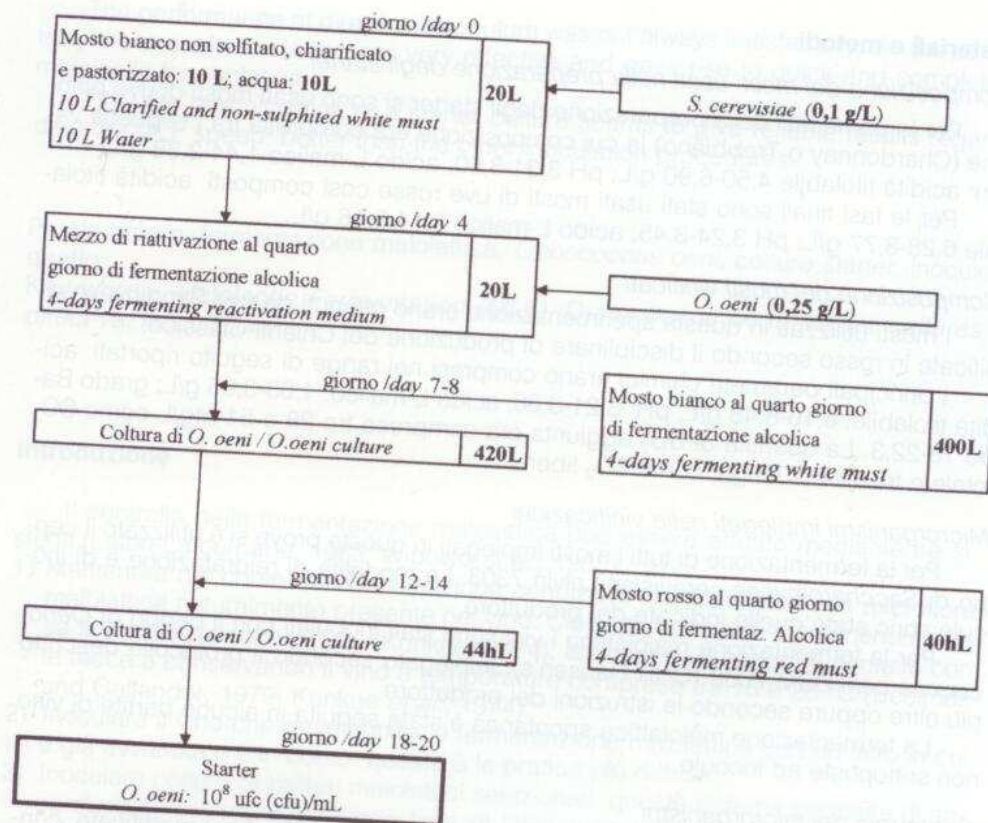 giorno /day 0
Mosto bianco non solfitato, chiarificato
e pastorizzato: 10 L; acqua: 10L
10 L Clarified and non-sulphited white must
10 L Water
20L
S. cerevisiae (0,1 g/L)
giorno /day 4
Mezzo di riattivazione al quarto
giorno di fermentazione alcolica
4-days fermenting reactivation medium
20L
O. oeni (0,25 g/L)
giorno /day 7-8
Coltura di O. oeni / O.oeni culture
420L
Mosto bianco al quarto giorno
di fermentazione alcolica
4-days fermenting white must
400L
giorno /day 12-14
Coltura di O. oeni / O.oeni culture
44hL
Mosto rosso al quarto giorno
giorno di fermentaz. Alcolica
4-days fermenting red must
40hL
giorno /day 18-20
Starter
O. oeni: 10⁸ ufc (cfu)/mL